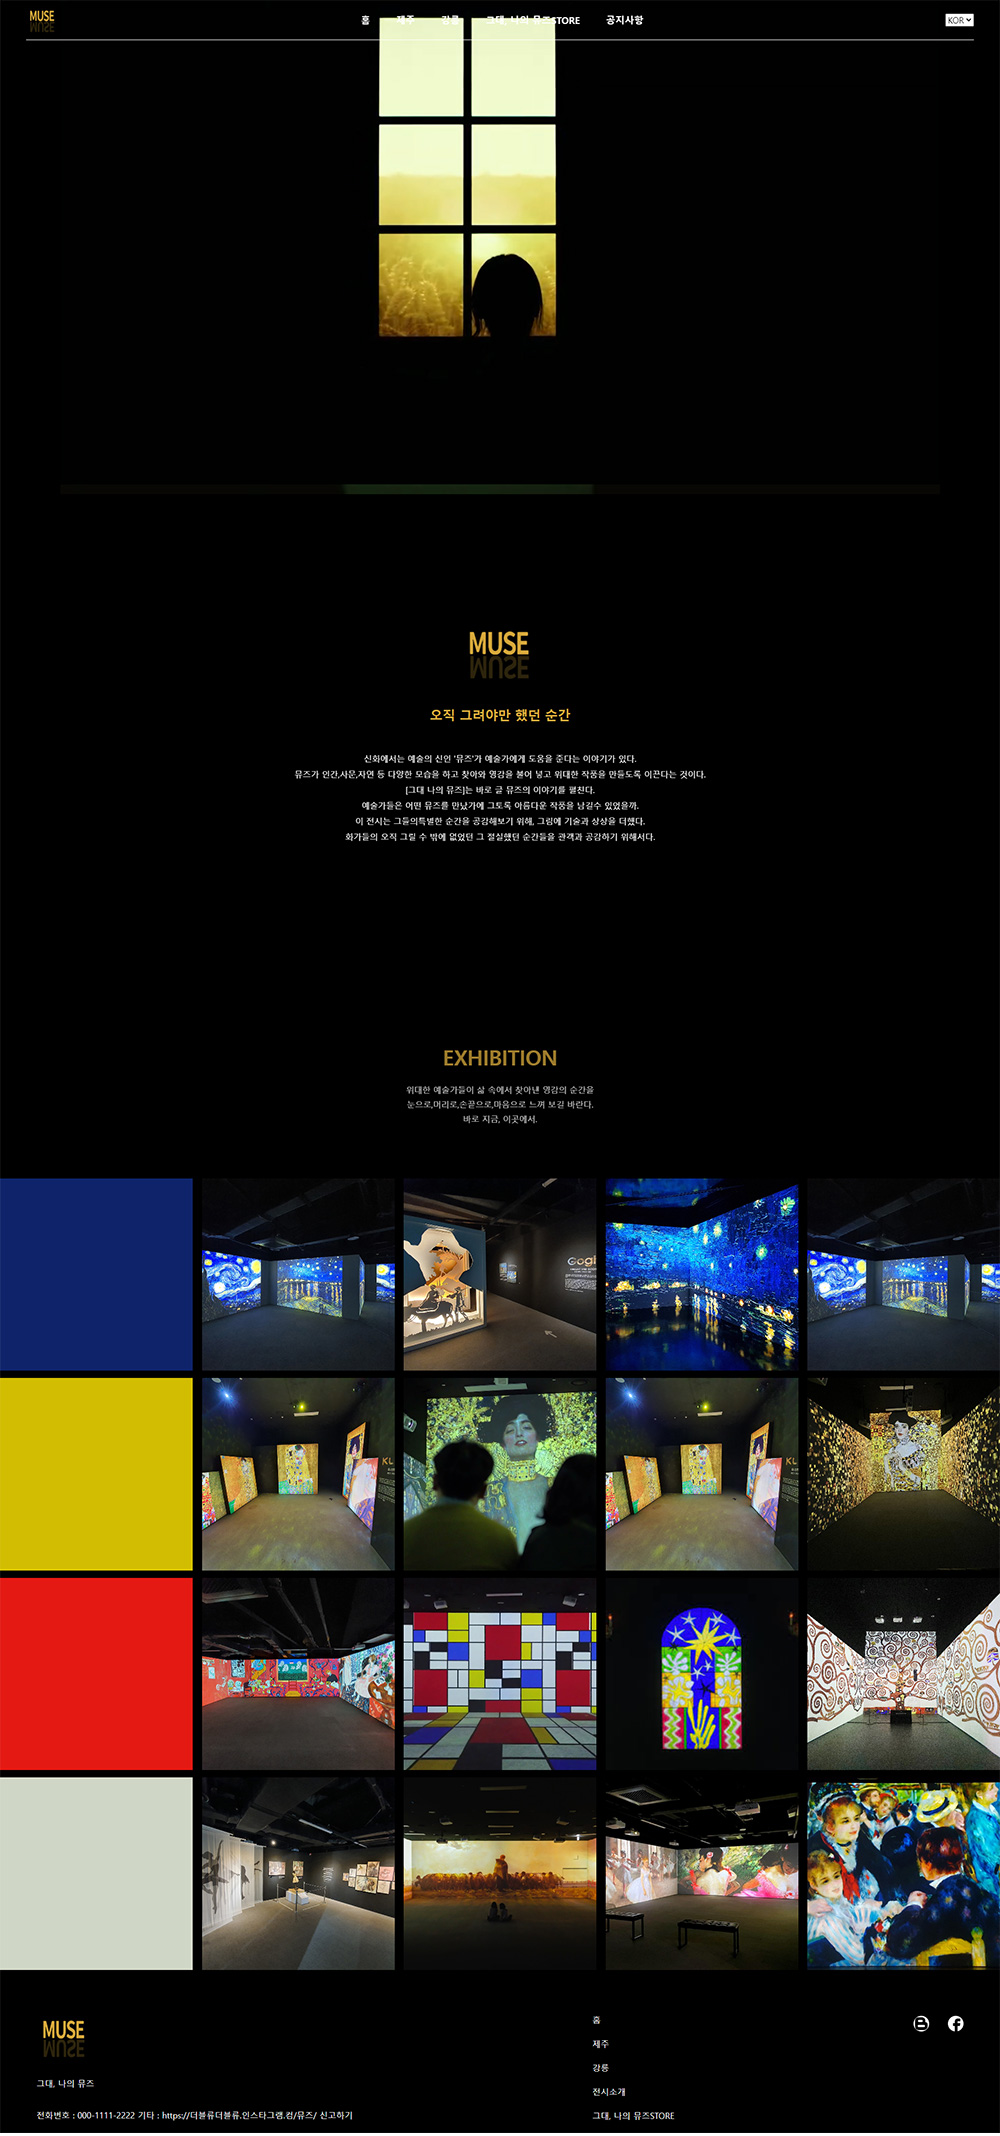 MUSE
홈 제주 강릉 그대, 나의 뮤즈STORE 공지사항
KOR
MUSE
오직 그려야만 했던 순간
신화에서는 예술의 신인 '뮤즈'가 예술가에게 도움을 준다는 이야기가 있다.
뮤즈가 인간,사문,자연 등 다양한 모습을 하고 찾아와 영감을 불어 넣고 위대한 작품을 만들도록 이끈다는 것이다.
[그대 나의 뮤즈]는 바로 글 뮤즈의 이야기를 펼친다.
예술가들은 어떤 뮤즈를 만났가에 그토록 아름다운 작품을 남길수 있었을까.
이 전시는 그들의특별한 순간을 공감해보기 위해, 그림에 기술과 상상을 더했다.
화가들의 오직 그릴 수 밖에 없었던 그 절실했던 순간들을 관객과 공감하기 위해서다.
EXHIBITION
위대한 예술가들이 삶 속에서 찾아낸 영감의 순간을
눈으로,머리로,손끝으로,마음으로 느껴 보길 바란다.
바로 지금, 이곳에서.
MUSE
그대, 나의 뮤즈
전화번호 : 000-1111-2222 기타 : https://더블류더블류.인스타그램.컴/뮤즈/ 신고하기
홈
제주
강릉
전시소개
그대, 나의 뮤즈STORE